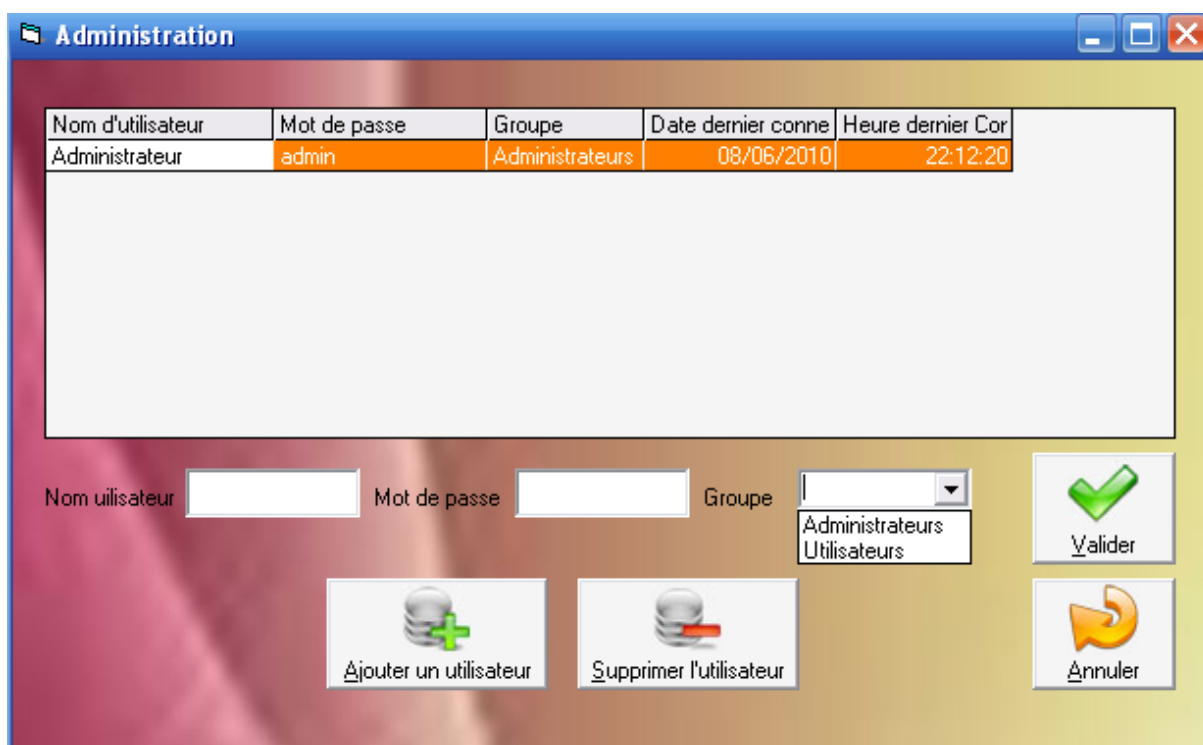 Administration
Nom d'utilisateur Mot de passe Groupe Date dernier conne Heure dernier Cor
Administrateur admin Administrateurs 08/06/2010 22:12:20
Nom uilisateur Mot de passe Groupe
Administrateurs
Utilisateurs
Valider
Ajouter un utilisateur Supprimer l'utilisateur Annuler